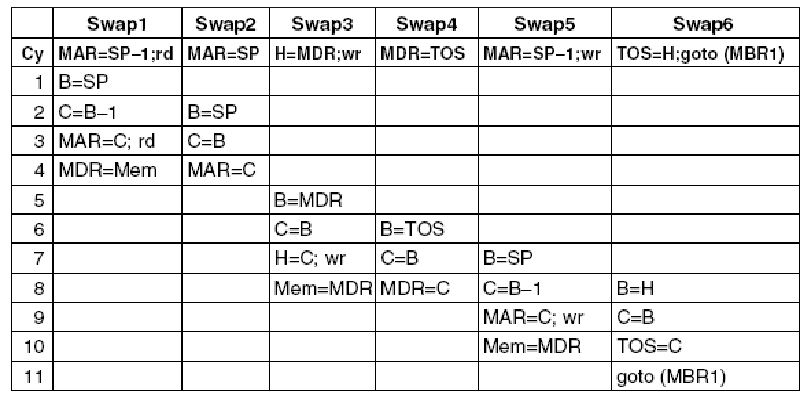 Swap1 Swap2 Swap3 Swap4 Swap5 Swap6
Cy MAR=SP–1;rd MAR=SP H=MDR;wr MDR=TOS MAR=SP–1;wr TOS=H;goto (MBR1)
1 B=SP
2 C=B–1 B=SP
3 MAR=C; rd C=B
4 MDR=Mem MAR=C
5 B=MDR
6 C=B B=TOS
7 H=C; wr C=B B=SP
8 Mem=MDR MDR=C C=B–1 B=H
9 MAR=C; wr C=B
10 Mem=MDR TOS=C
11 goto (MBR1)